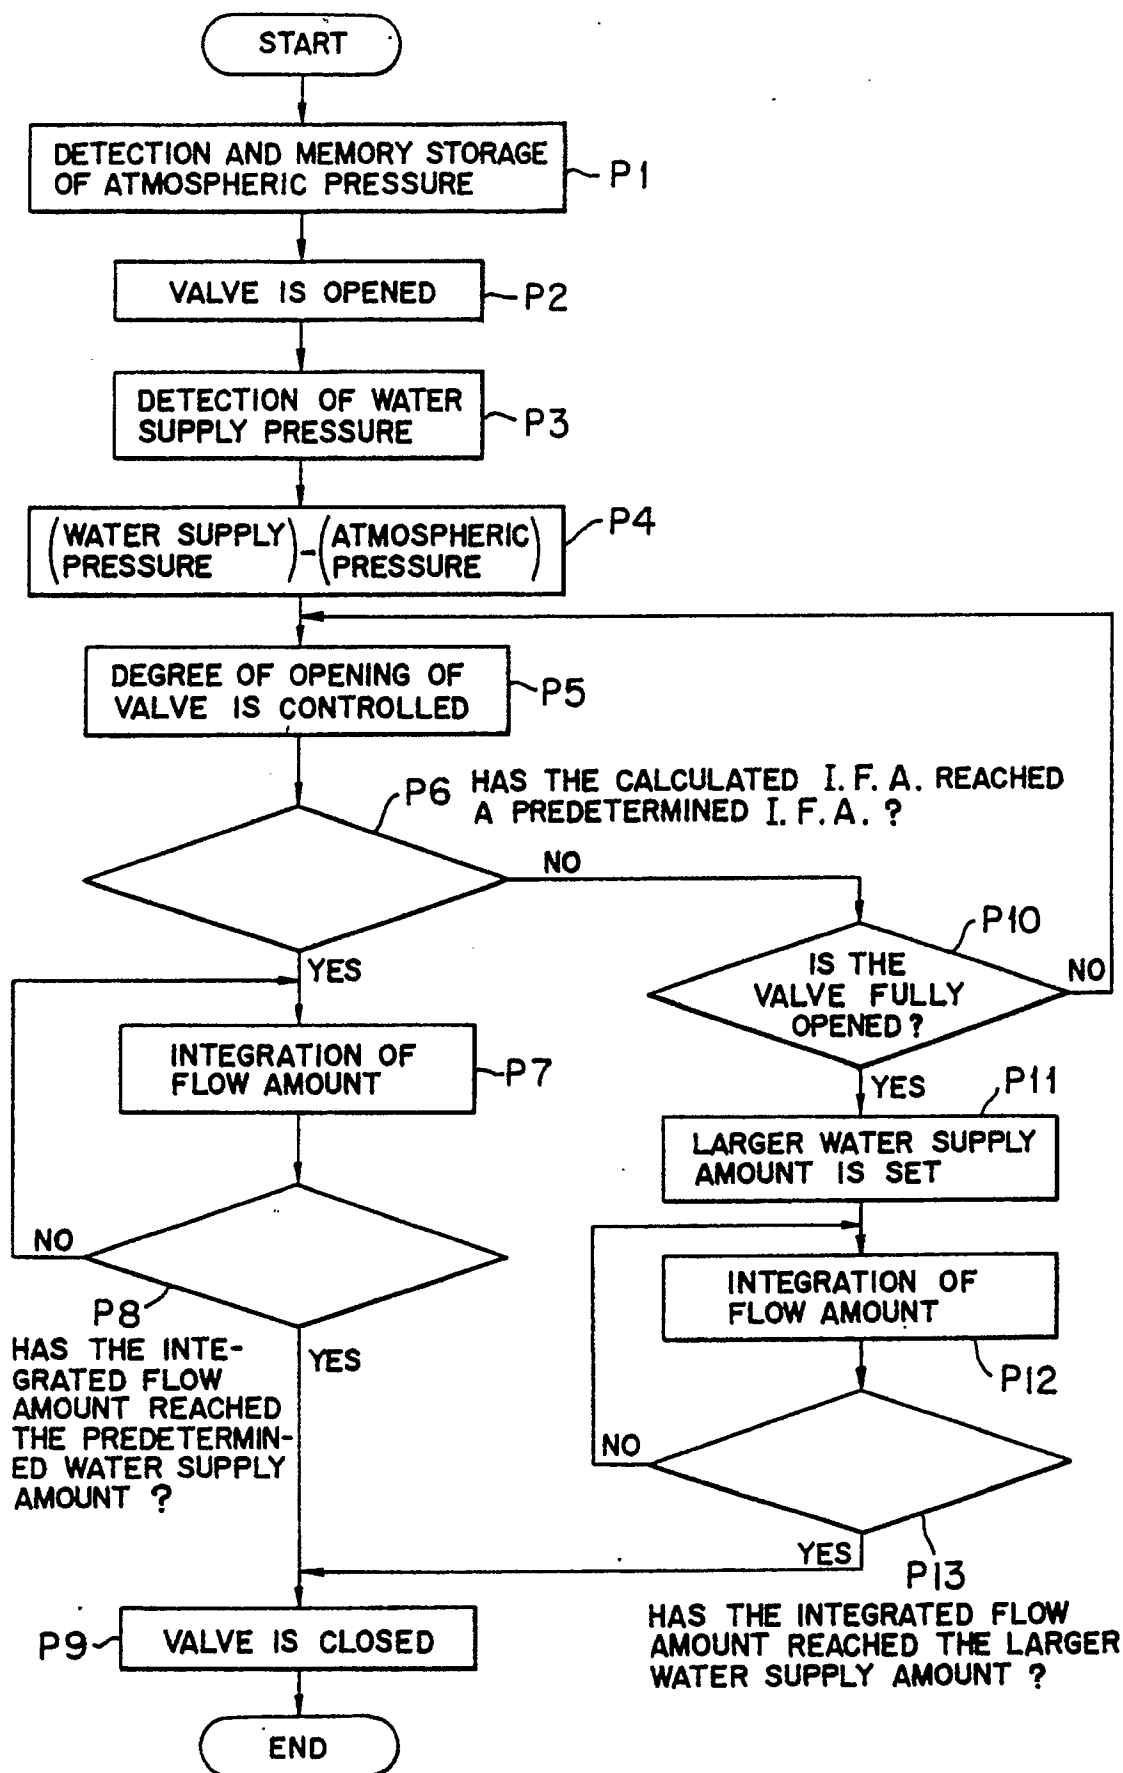 START
DETECTION AND MEMORY STORAGE
OF ATMOSPHERIC PRESSURE
P1
VALVE IS OPENED
P2
DETECTION OF WATER
SUPPLY PRESSURE
P3
(WATER SUPPLY PRESSURE) - (ATMOSPHERIC PRESSURE)
P4
DEGREE OF OPENING OF
VALVE IS CONTROLLED
P5
P6
HAS THE CALCULATED I.F.A. REACHED
A PREDETERMINED I.F.A. ?
NO
YES
P10
IS THE
VALVE FULLY
OPENED ?
NO
YES
INTEGRATION OF
FLOW AMOUNT
P7
P11
LARGER WATER SUPPLY
AMOUNT IS SET
NO
P8
HAS THE INTE-
GRATED FLOW
AMOUNT REACHED
THE PREDETERMIN-
ED WATER SUPPLY
AMOUNT ?
YES
INTEGRATION OF
FLOW AMOUNT
P12
NO
YES
P13
HAS THE INTEGRATED FLOW
AMOUNT REACHED THE LARGER
WATER SUPPLY AMOUNT ?
P9
VALVE IS CLOSED
END